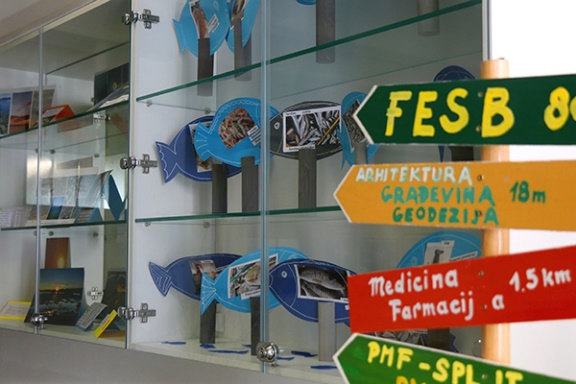 FESB
ARHITEKTURA
GRAĐEVINA 18m
GEODEZIJA
Medicina 1,5 km
Farmacija
PMF-SPLIT